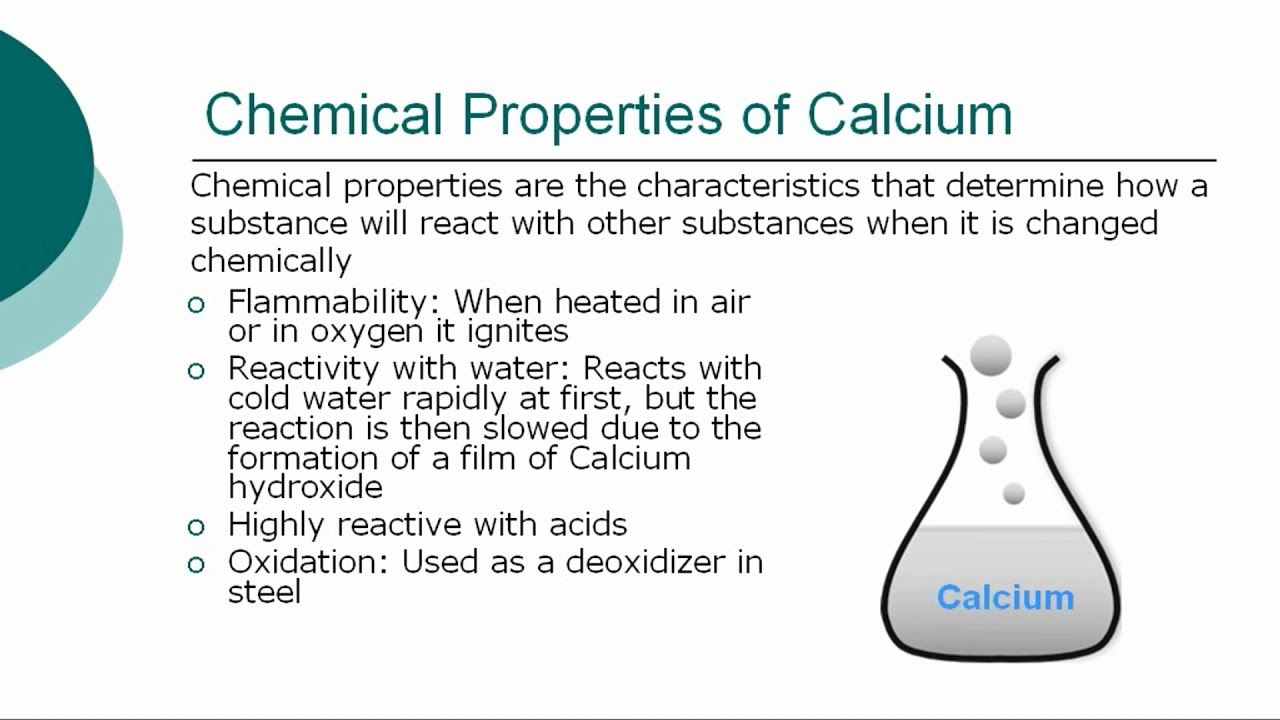 Chemical Properties of Calcium
Chemical properties are the characteristics that determine how a
substance will react with other substances when it is changed
chemically
Flammability: When heated in air
or in oxygen it ignites
Reactivity with water: Reacts with
cold water rapidly at first, but the
reaction is then slowed due to the
formation of a film of Calcium
hydroxide
Highly reactive with acids
Oxidation: Used as a deoxidizer in
steel
Calcium